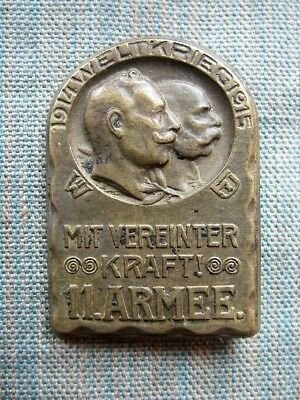 1914 WELTKRIEG 1915
MIT VEREINTER
KRAFT!
11. ARMEE.